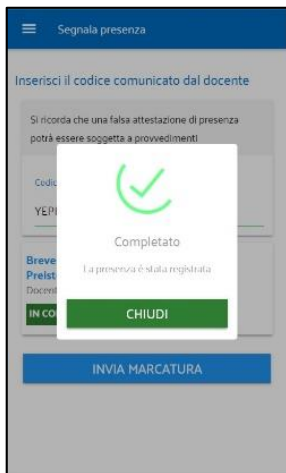 Segnala presenza
Inserisci il codice comunicato dal docente
Si ricorda che una falsa attestazione di presenza
potrà essere soggetta a provvedimenti
Completato
La presenza è stata registrata
CHIUDI
INVIA MARCATURA